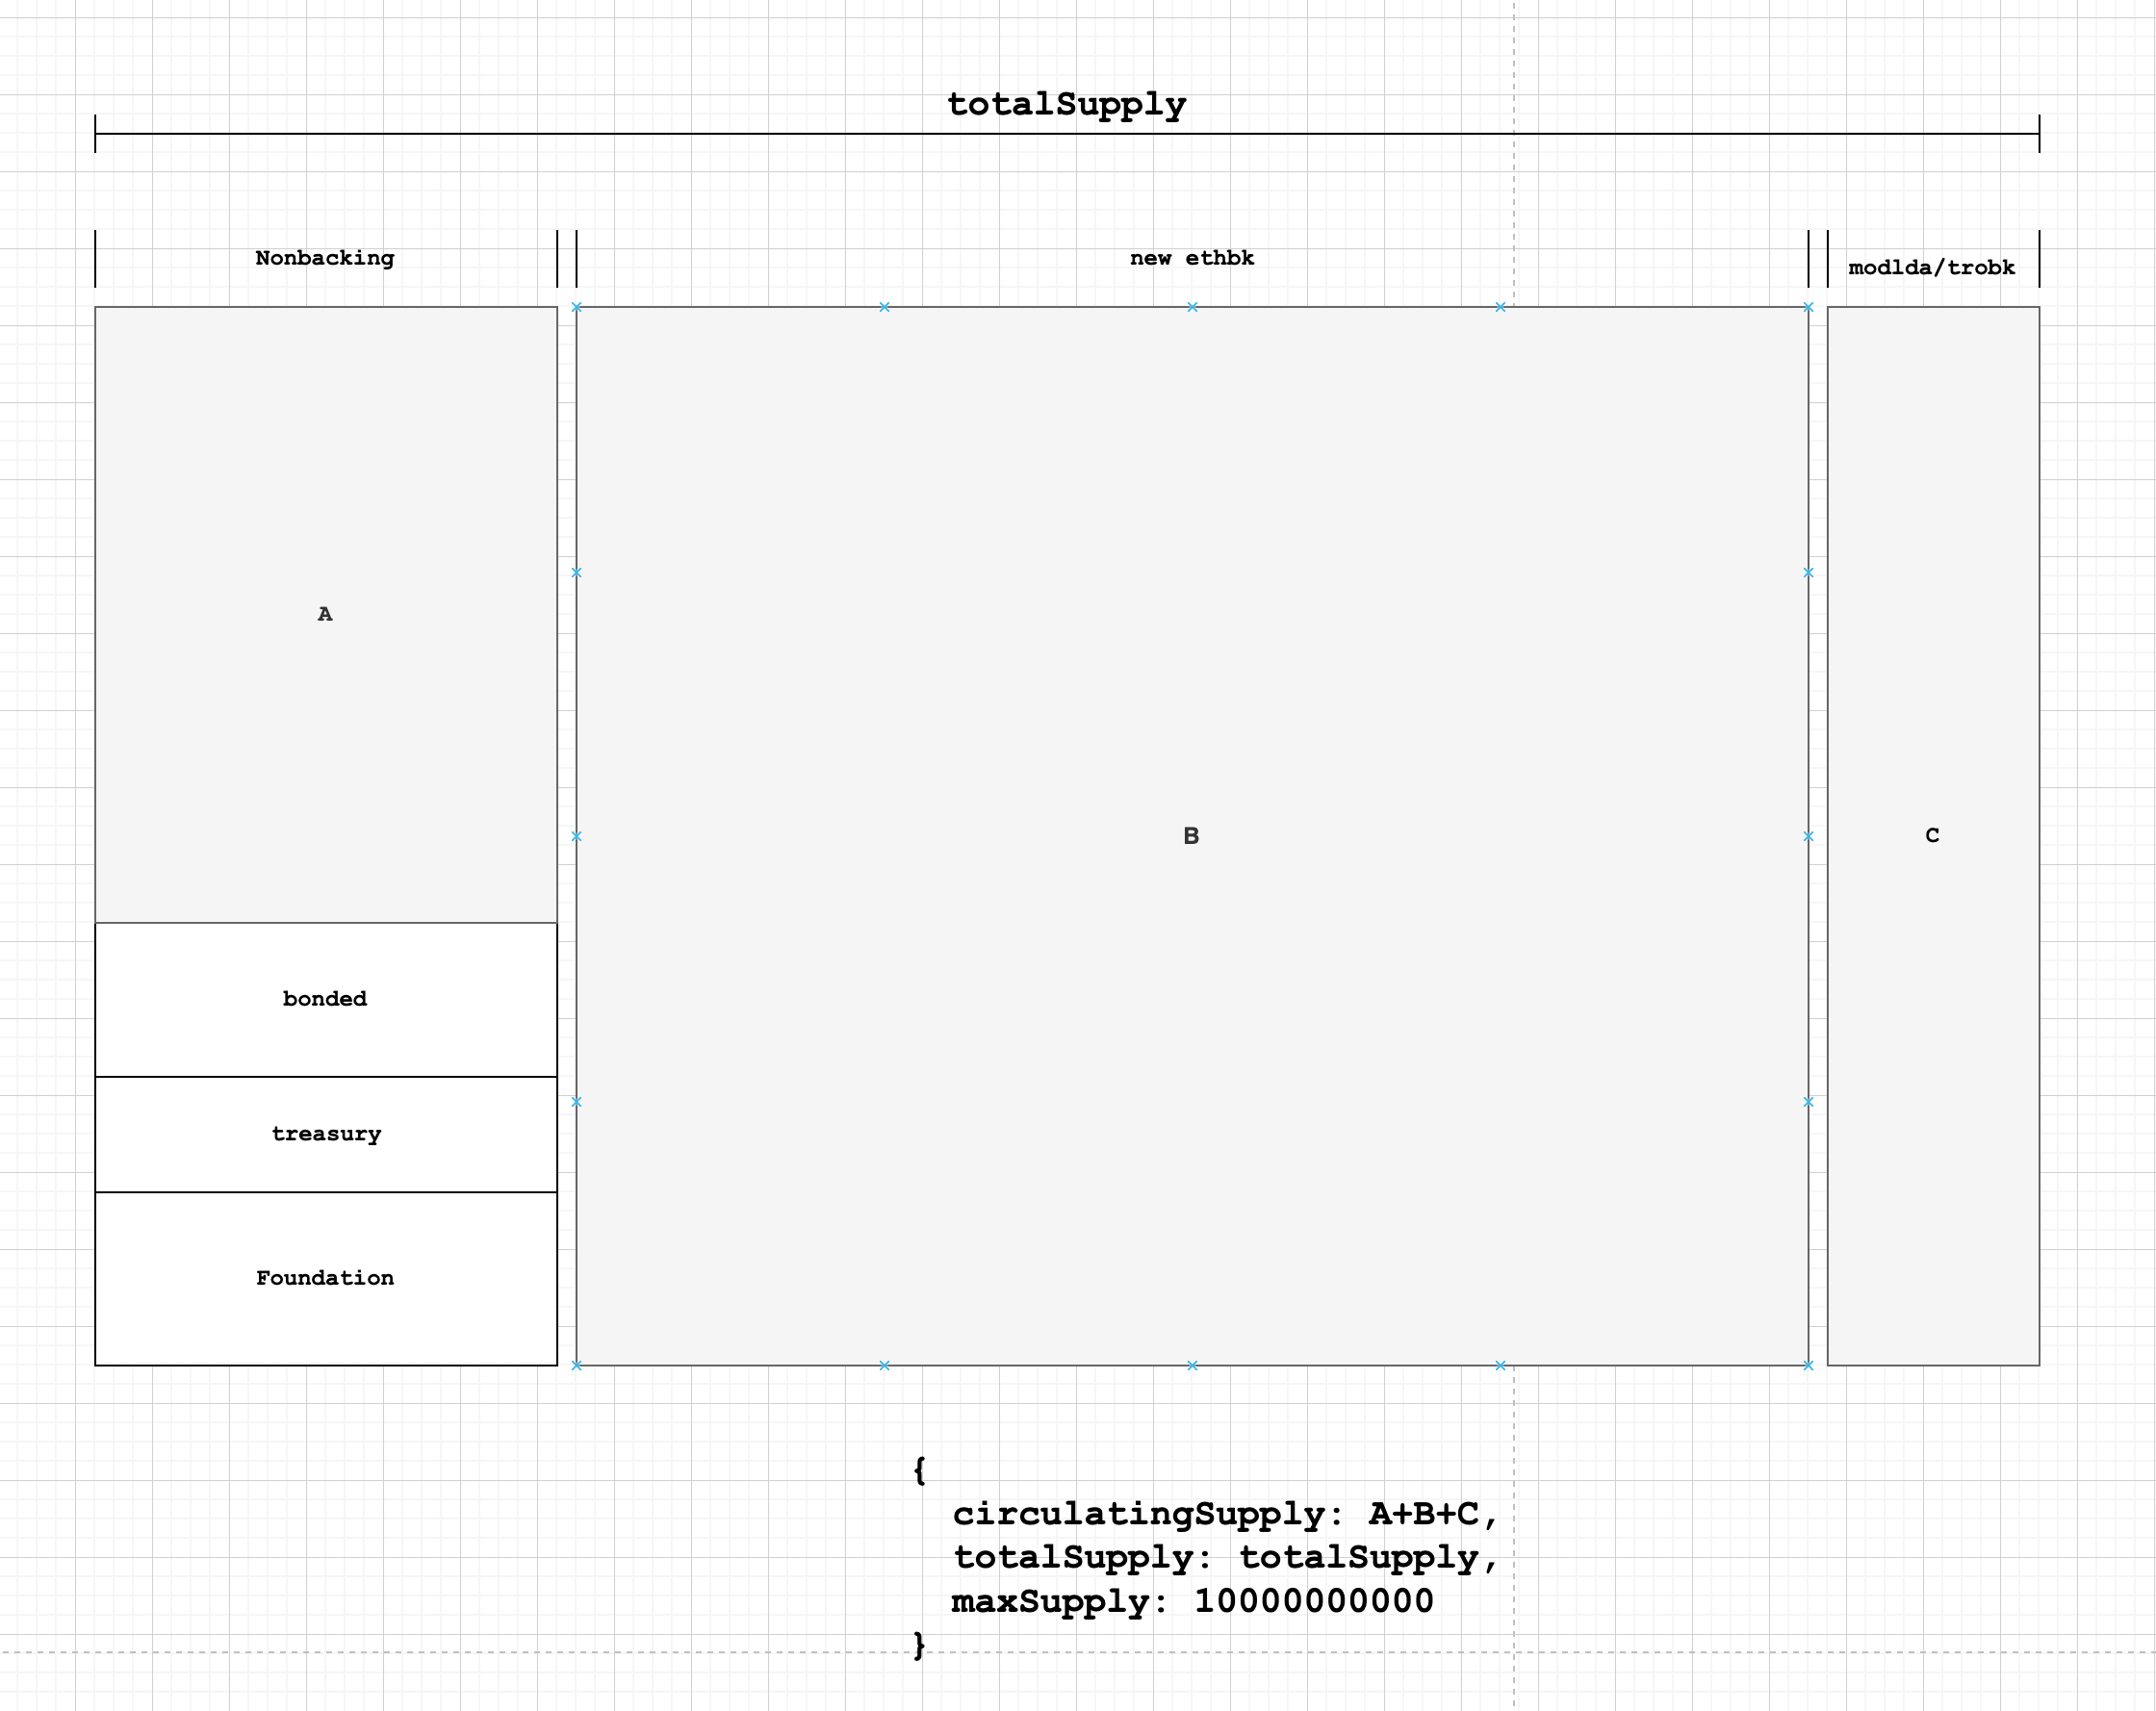 totalSupply
Nonbacking
new ethbk
modlda/trobk
A
B
C
bonded
treasury
Foundation
{
circulatingSupply: A+B+C,
totalSupply: totalSupply,
maxSupply: 10000000000
}